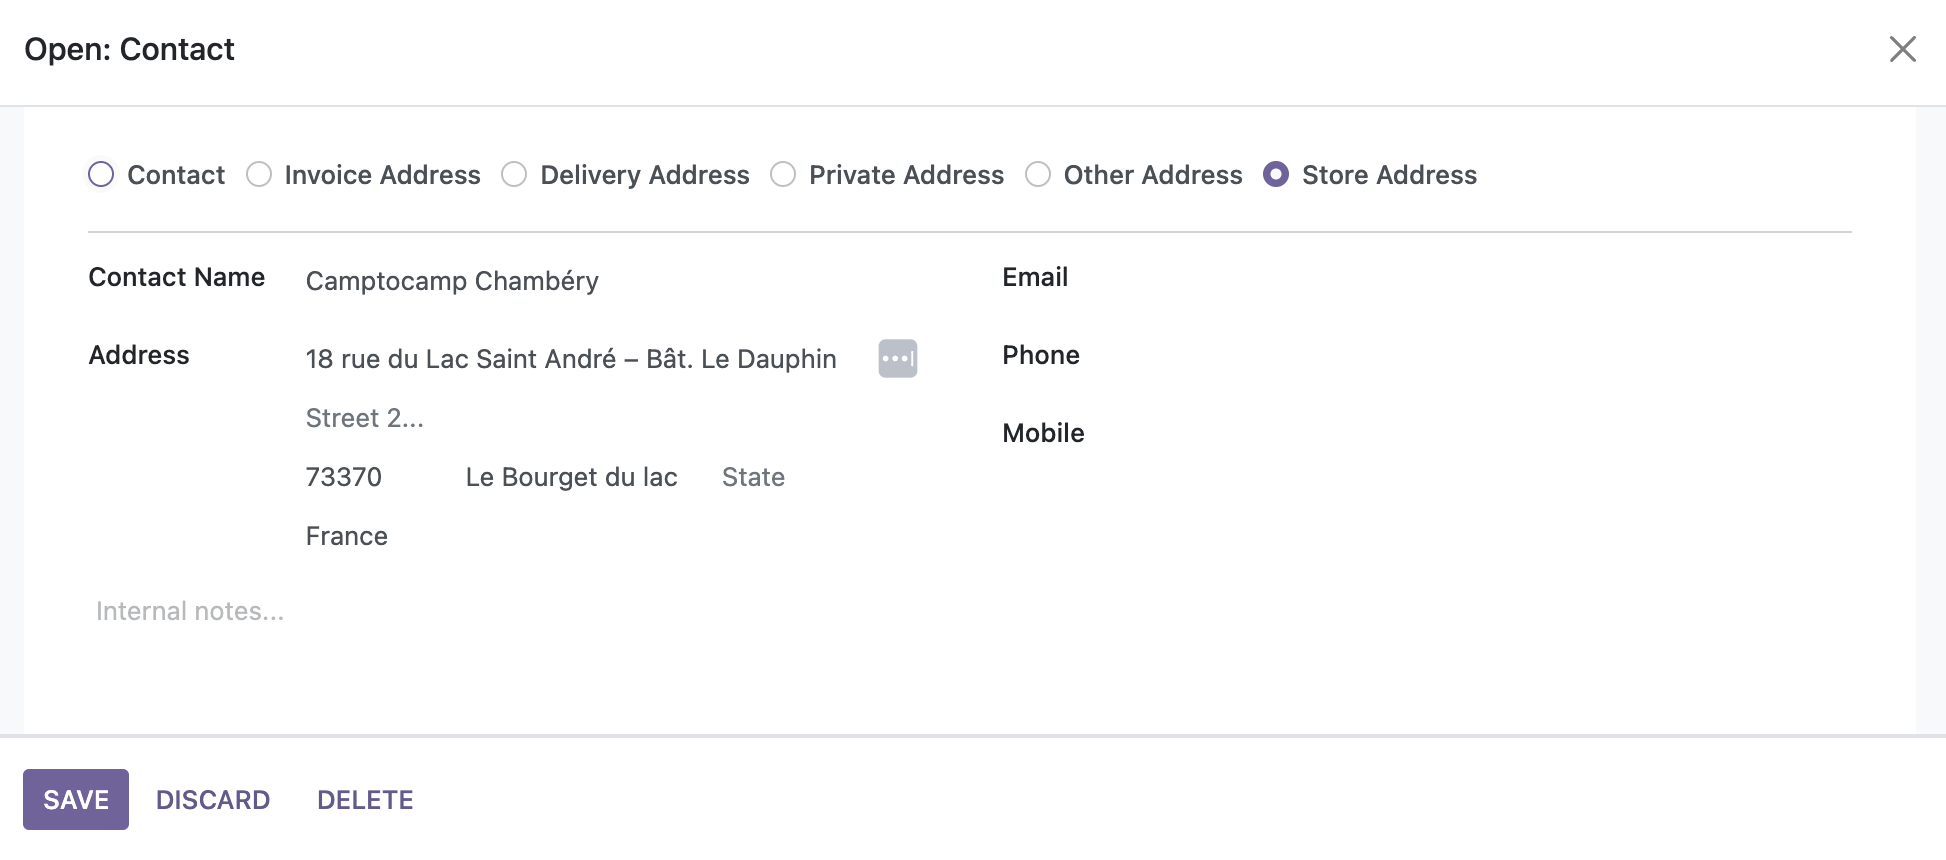 Open: Contact
Contact Invoice Address Delivery Address Private Address Other Address Store Address
Contact Name Camptocamp Chambéry Email
Address 18 rue du Lac Saint André – Bât. Le Dauphin Phone
Street 2...
Mobile
73370 Le Bourget du lac State
France
Internal notes...
SAVE DISCARD DELETE